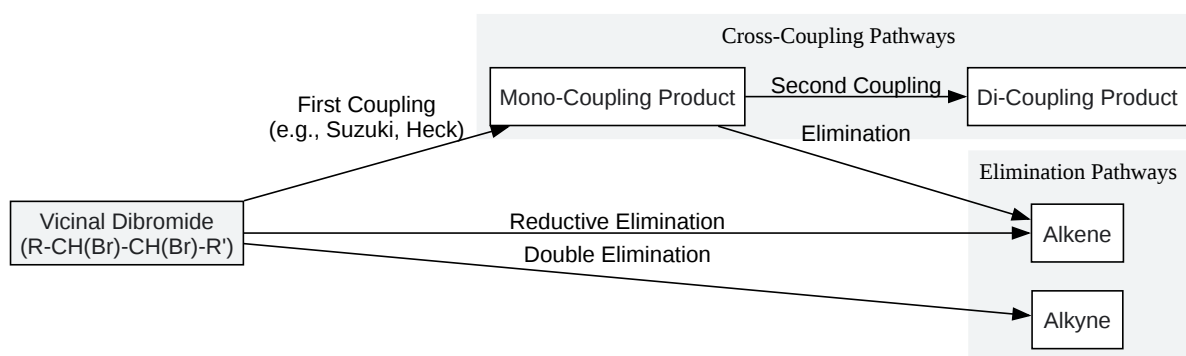 Cross-Coupling Pathways
First Coupling
(e.g., Suzuki, Heck)
Mono-Coupling Product
Second Coupling
Di-Coupling Product
Elimination
Elimination Pathways
Vicinal Dibromide
(R-CH(Br)-CH(Br)-R')
Reductive Elimination
Alkene
Double Elimination
Alkyne